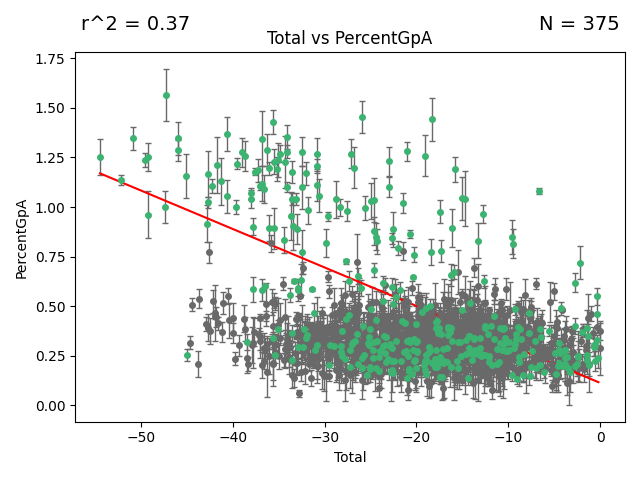 r^2 = 0.37
N = 375
Total vs PercentGpA
1.75
1.50
1.25
1.00
0.75
0.50
0.25
0.00
PercentGpA
−50
−40
−30
−20
−10
0
Total